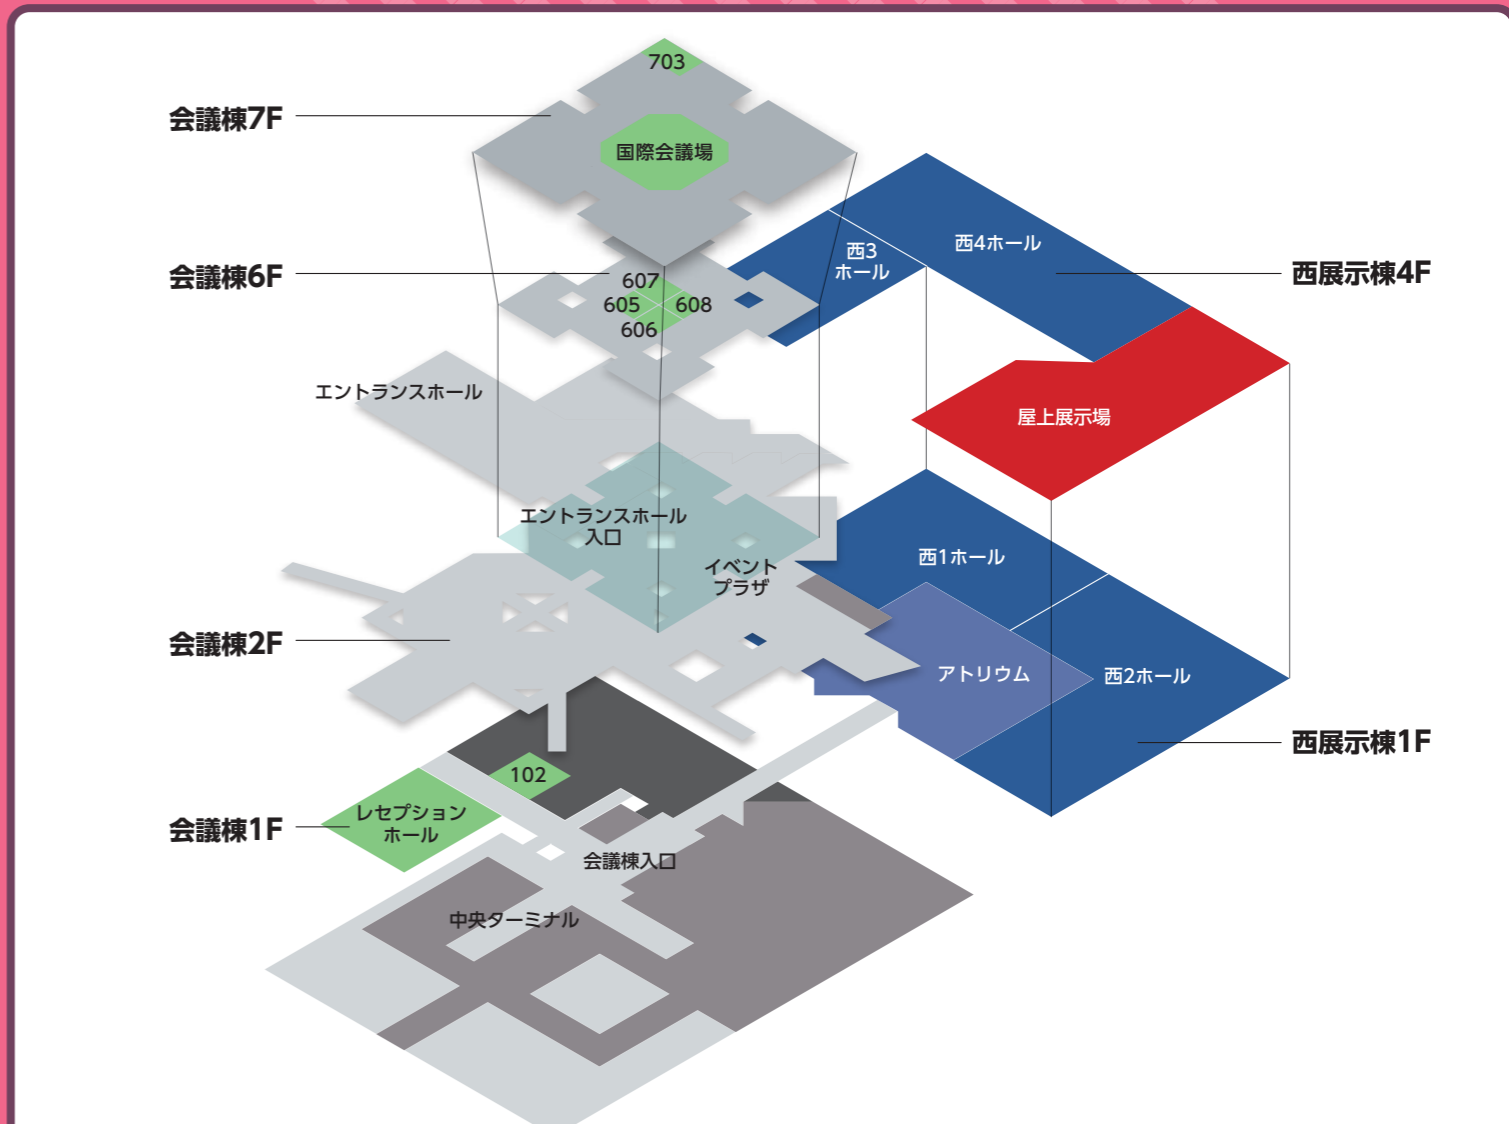 703
会議棟7F
国際会議場
西4ホール
西3
ホール
会議棟6F
607
605
608
606
西展示棟4F
エントランスホール
屋上展示場
エントランスホール
入口
イベント
プラザ
西1ホール
会議棟2F
アトリウム
西2ホール
西展示棟1F
102
レセプション
ホール
会議棟1F
会議棟入口
中央ターミナル